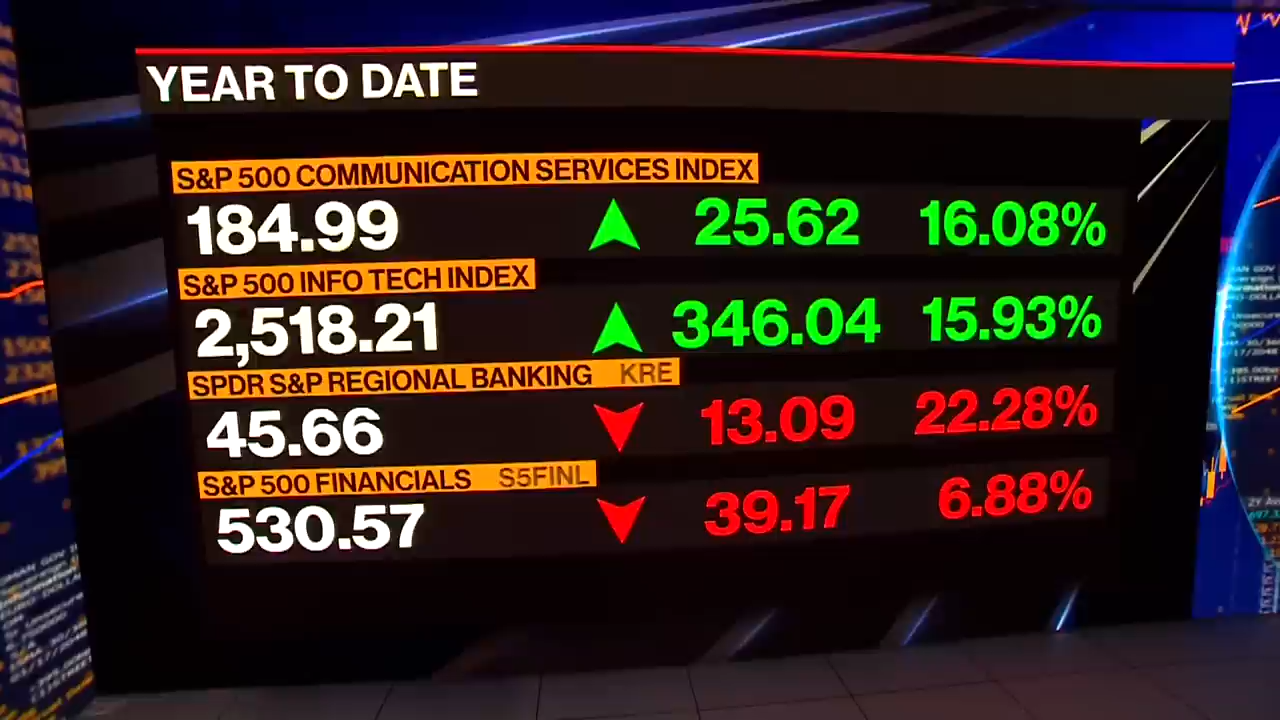 YEAR TO DATE
S&P 500 COMMUNICATION SERVICES INDEX
184.99 25.62 16.08%
S&P 500 INFO TECH INDEX
2,518.21 346.04 15.93%
SPDR S&P REGIONAL BANKING KRE
45.66 13.09 22.28%
S&P 500 FINANCIALS S5FINL
530.57 39.17 6.88%